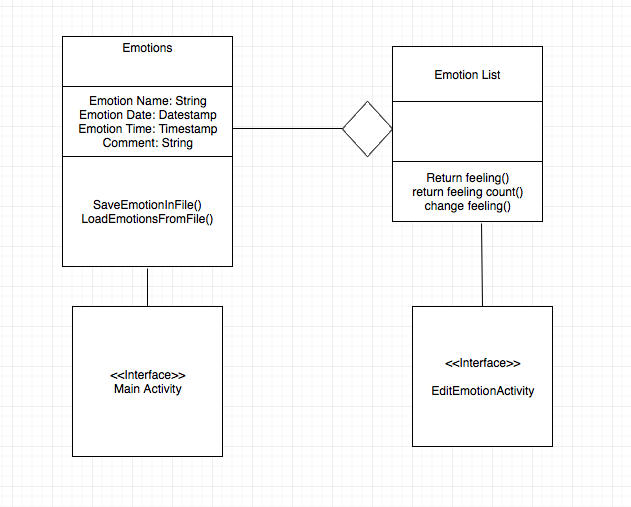 Emotions
Emotion Name: String
Emotion Date: Datestamp
Emotion Time: Timestamp
Comment: String
SaveEmotionInFile()
LoadEmotionsFromFile()
Emotion List
Return feeling()
return feeling count()
change feeling()
<<Interface>>
Main Activity
<<Interface>>
EditEmotionActivity